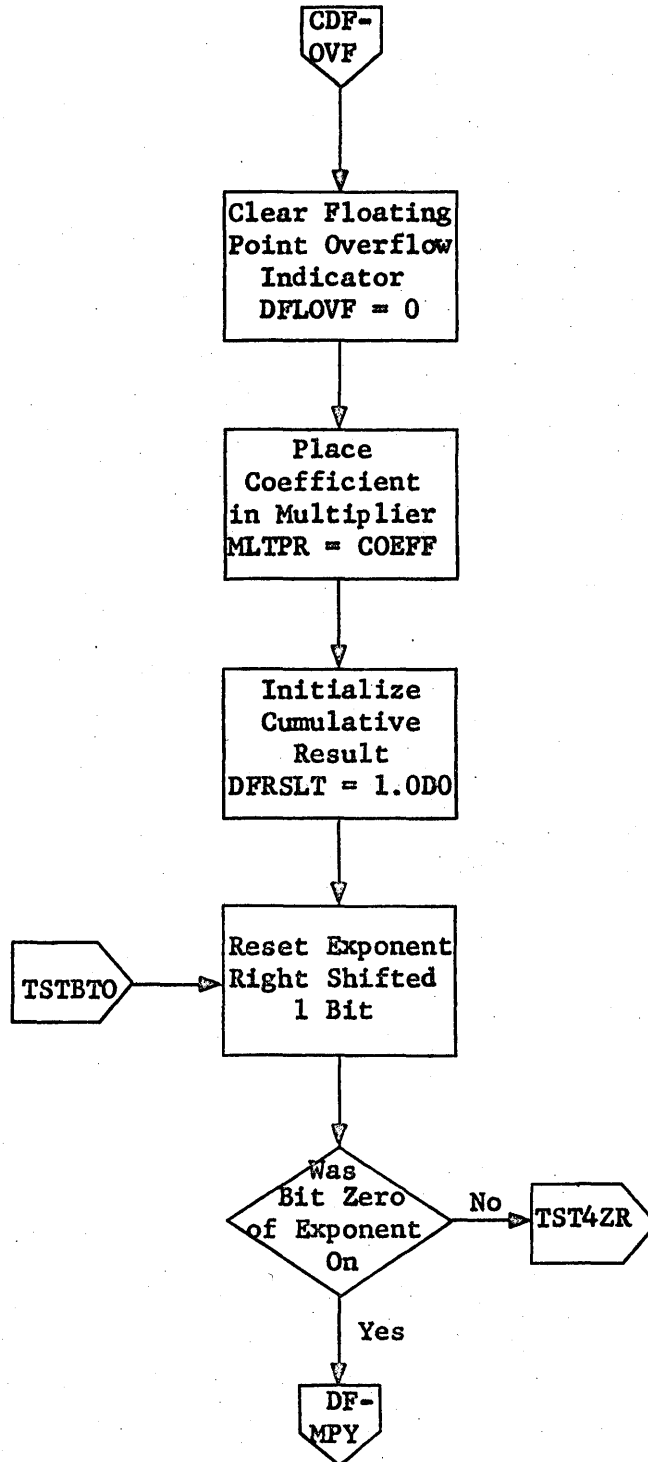 CDF-
OVF
Clear Floating
Point Overflow
Indicator
DFLOVF = 0
Place
Coefficient
in Multiplier
MLTPR = COEFF
Initialize
Cumulative
Result
DFRSLT = 1.0D0
Reset Exponent
Right Shifted
1 Bit
TSTBTO
Was
Bit Zero
of Exponent
On
No
TST4ZR
Yes
DF-
MPY